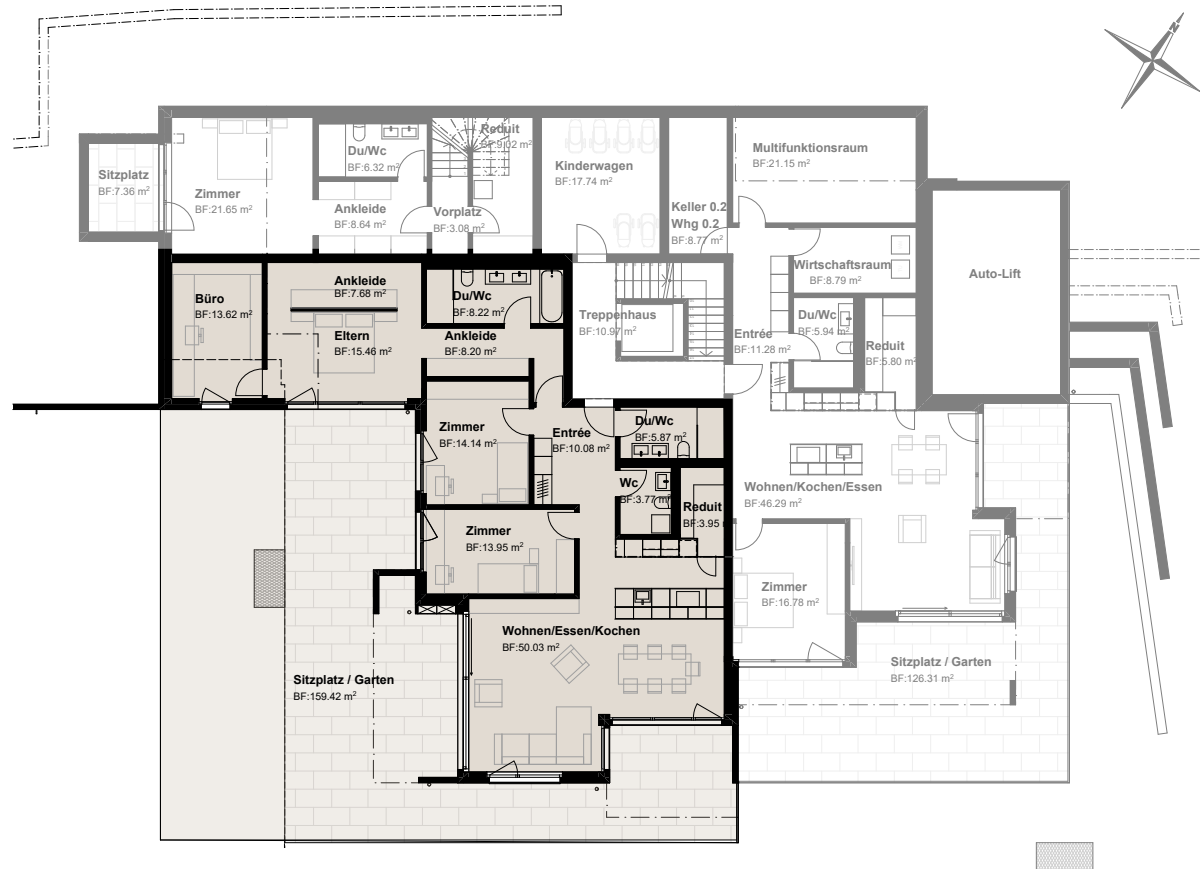 N
Reduit
BF:9.02 m²
Du/Wc
BF:6.32 m²
Multifunktionsraum
BF:21.15 m²
Kinderwagen
BF:17.74 m²
Sitzplatz
BF:7.36 m²
Zimmer
BF:21.65 m²
Ankleide
BF:8.64 m²
Vorplatz
BF:3.08 m²
Keller 0.2
Whg 0.2
BF:8.77 m²
Wirtschaftsraum
BF:8.79 m²
Auto-Lift
Büro
BF:13.62 m²
Ankleide
BF:7.68 m²
Du/Wc
BF:8.22 m²
Treppenhaus
BF:10.97 m²
Du/Wc
BF:5.94 m²
Eltern
BF:15.46 m²
Ankleide
BF:8.20 m²
Entrée
BF:11.28 m²
Reduit
BF:5.80 m²
Zimmer
BF:14.14 m²
Entrée
BF:10.08 m²
Du/Wc
BF:5.87 m²
Wc
BF:3.77 m²
Reduit
BF:3.95
Wohnen/Kochen/Essen
BF:46.29 m²
Zimmer
BF:13.95 m²
Zimmer
BF:16.78 m²
Wohnen/Essen/Kochen
BF:50.03 m²
Sitzplatz / Garten
BF:159.42 m²
Sitzplatz / Garten
BF:126.31 m²